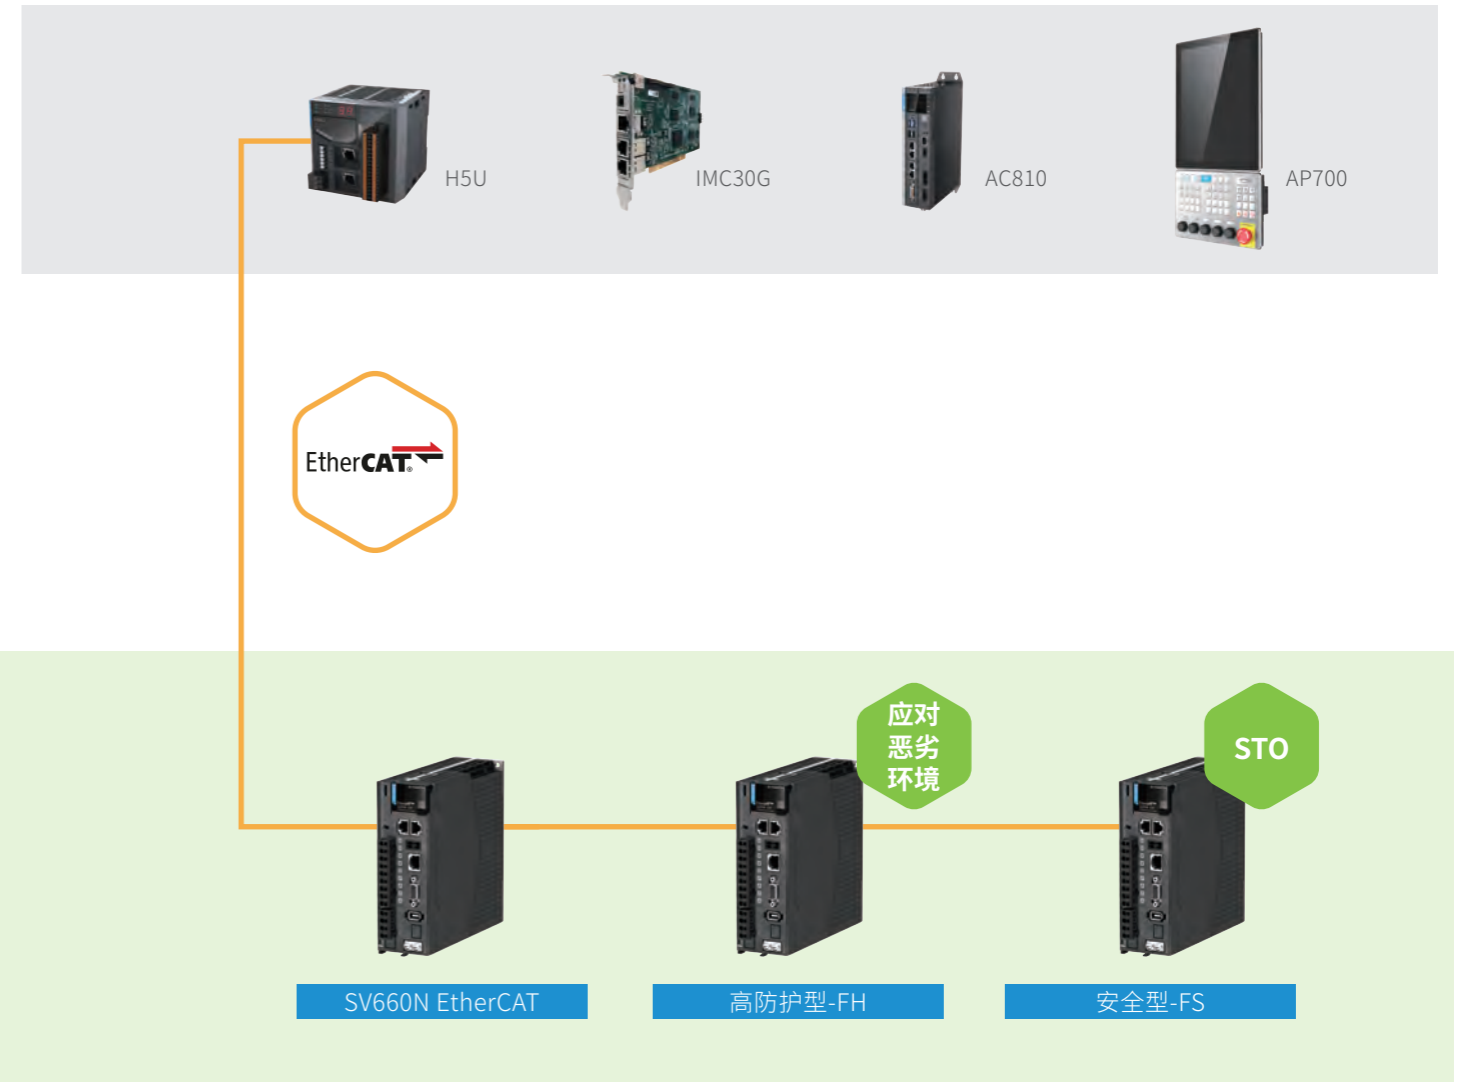 H5U
IMC30G
AC810
AP700
EtherCAT®
应对
恶劣
环境
STO
SV660N EtherCAT
高防护型-FH
安全型-FS